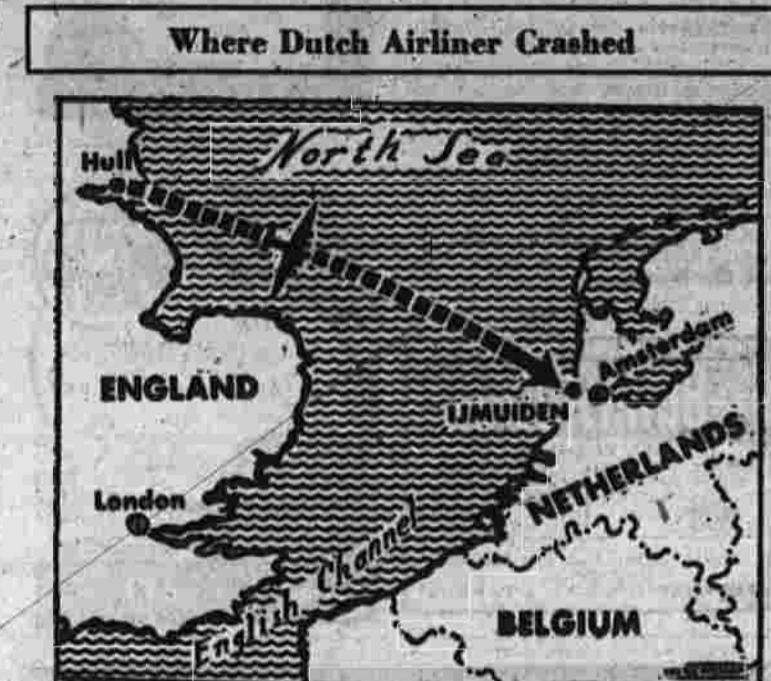 Where Dutch Airliner Crashed
North Sea
Hull
Amsterdam
ENGLAND
IJMUIDEN
NETHERLANDS
London
English Channel
BELGIUM